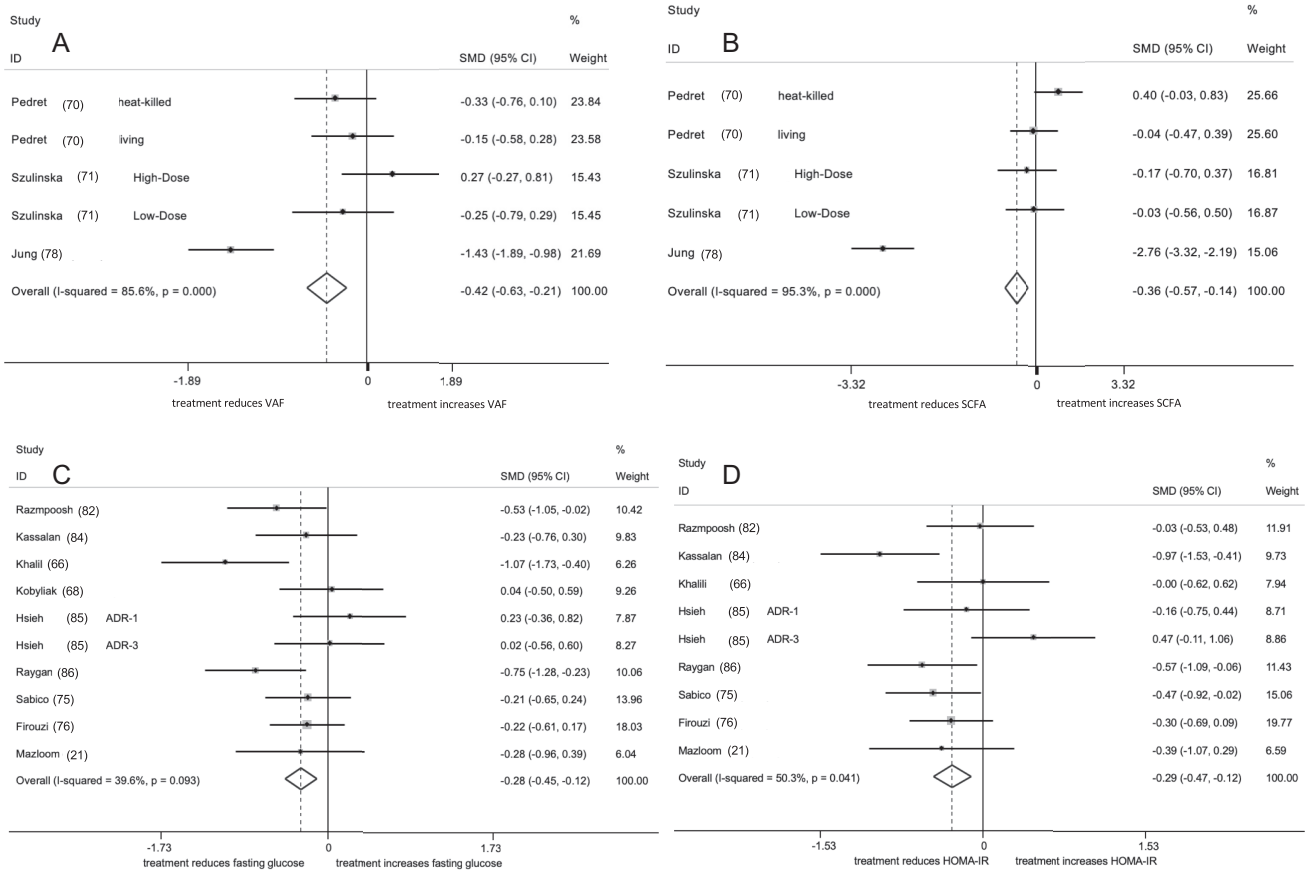 Study %
A
ID SMD (95% CI) Weight
Pedret (70) heat-killed -0.33 (-0.76, 0.10) 23.84
Pedret (70) living -0.15 (-0.58, 0.28) 23.58
Szulinska (71) High-Dose 0.27 (-0.27, 0.81) 15.43
Szulinska (71) Low-Dose -0.25 (-0.79, 0.29) 15.45
Jung (78) -1.43 (-1.89, -0.98) 21.69
Overall (I-squared = 85.6%, p = 0.000) -0.42 (-0.63, -0.21) 100.00
-1.89 0 1.89
treatment reduces VAF treatment increases VAF
Study %
B
ID SMD (95% CI) Weight
Pedret (70) heat-killed 0.40 (-0.03, 0.83) 25.66
Pedret (70) living -0.04 (-0.47, 0.39) 25.60
Szulinska (71) High-Dose -0.17 (-0.70, 0.37) 16.81
Szulinska (71) Low-Dose -0.03 (-0.56, 0.50) 16.87
Jung (78) -2.76 (-3.32, -2.19) 15.06
Overall (I-squared = 95.3%, p = 0.000) -0.36 (-0.57, -0.14) 100.00
-3.32 0 3.32
treatment reduces SCFA treatment increases SCFA
Study %
C
ID SMD (95% CI) Weight
Razmpoosh (82) -0.53 (-1.05, -0.02) 10.42
Kassalan (84) -0.23 (-0.76, 0.30) 9.83
Khalil (66) -1.07 (-1.73, -0.40) 6.26
Kobyliak (68) 0.04 (-0.50, 0.59) 9.26
Hsieh (85) ADR-1 0.23 (-0.36, 0.82) 7.87
Hsieh (85) ADR-3 0.02 (-0.56, 0.60) 8.27
Raygan (86) -0.75 (-1.28, -0.23) 10.06
Sabico (75) -0.21 (-0.65, 0.24) 13.96
Firouzi (76) -0.22 (-0.61, 0.17) 18.03
Mazloom (21) -0.28 (-0.96, 0.39) 6.04
Overall (I-squared = 39.6%, p = 0.093) -0.28 (-0.45, -0.12) 100.00
-1.73 0 1.73
treatment reduces fasting glucose treatment increases fasting glucose
Study %
D
ID SMD (95% CI) Weight
Razmpoosh (82) -0.03 (-0.53, 0.48) 11.91
Kassalan (84) -0.97 (-1.53, -0.41) 9.73
Khalili (66) -0.00 (-0.62, 0.62) 7.94
Hsieh (85) ADR-1 -0.16 (-0.75, 0.44) 8.71
Hsieh (85) ADR-3 0.47 (-0.11, 1.06) 8.86
Raygan (86) -0.57 (-1.09, -0.06) 11.43
Sabico (75) -0.47 (-0.92, -0.02) 15.06
Firouzi (76) -0.30 (-0.69, 0.09) 19.77
Mazloom (21) -0.39 (-1.07, 0.29) 6.59
Overall (I-squared = 50.3%, p = 0.041) -0.29 (-0.47, -0.12) 100.00
-1.53 0 1.53
treatment reduces HOMA-IR treatment increases HOMA-IR